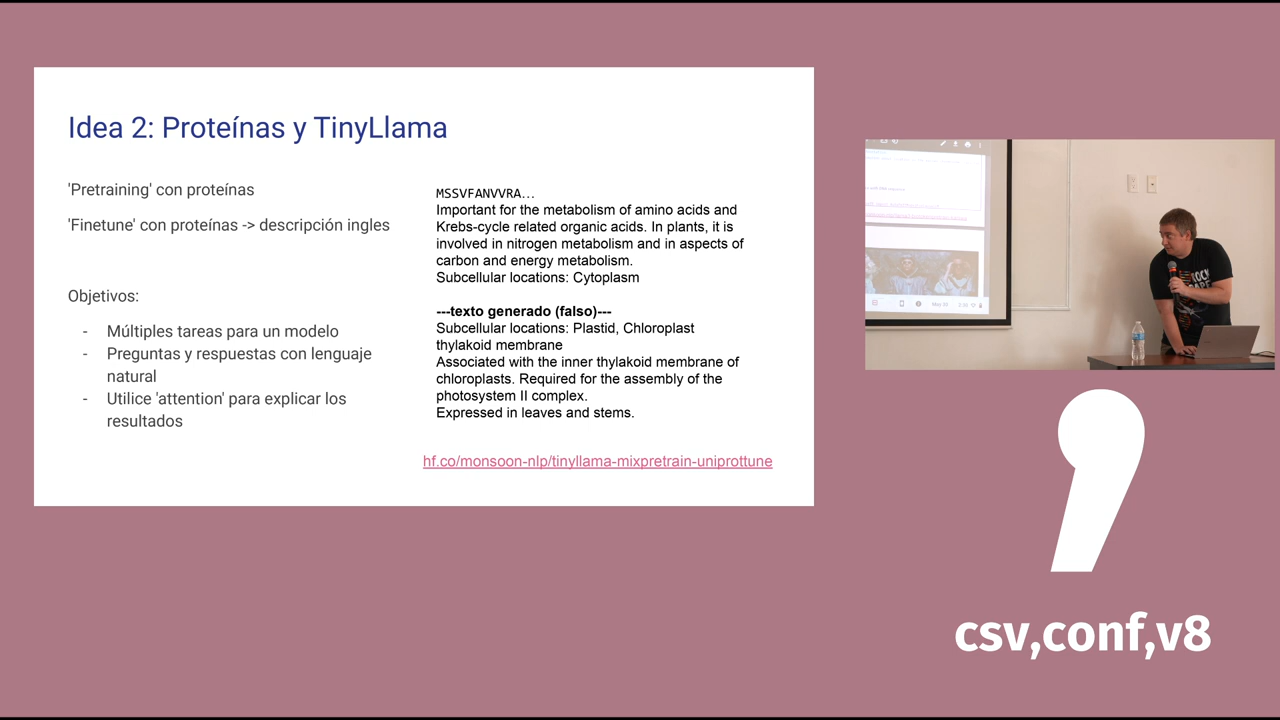 Idea 2: Proteínas y TinyLlama
'Pretraining' con proteínas
'Finetune' con proteínas -> descripción ingles
Objetivos:
- Múltiples tareas para un modelo
- Preguntas y respuestas con lenguaje
natural
- Utilice 'attention' para explicar los
resultados
MSSVFANVVRA...
Important for the metabolism of amino acids and
Krebs-cycle related organic acids. In plants, it is
involved in nitrogen metabolism and in aspects of
carbon and energy metabolism.
Subcellular locations: Cytoplasm
---texto generado (falso)---
Subcellular locations: Plastid, Chloroplast
thylakoid membrane
Associated with the inner thylakoid membrane of
chloroplasts. Required for the assembly of the
photosystem II complex.
Expressed in leaves and stems.
hf.co/monsoon-nlp/tinyllama-mixpretrain-uniprottune
csv,conf,v8